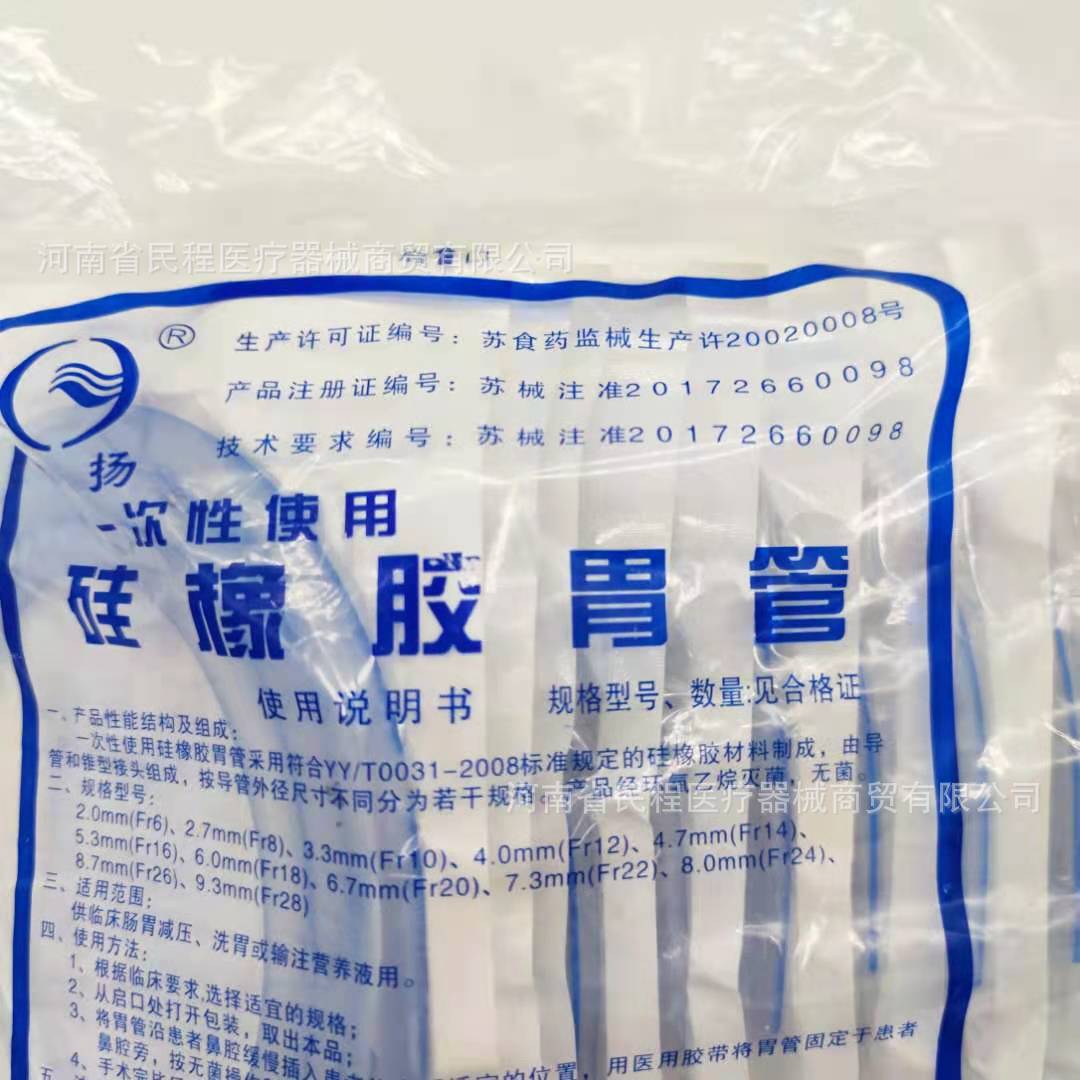 河南省民程医疗器械商贸有限公司
®
生产许可证编号：苏食药监械生产许20020008号
产品注册证编号：苏械注准20172660098
技术要求编号：苏械注准20172660098
扬
一次性使用
硅橡胶胃管
使用说明书 规格型号、数量:见合格证
一、产品性能结构及组成：
一次性使用硅橡胶胃管采用符合YY/T0031-2008标准规定的硅橡胶材料制成，由导
管和锥型接头组成，按导管外径尺寸不同分为若干规格。产品经环氧乙烷灭菌，无菌。
河南省民程医疗器械商贸有限公司
二、规格型号：
2.0mm(Fr6)、2.7mm(Fr8)、3.3mm(Fr10)、4.0mm(Fr12)、4.7mm(Fr14)、
5.3mm(Fr16)、6.0mm(Fr18)、6.7mm(Fr20)、7.3mm(Fr22)、8.0mm(Fr24)、
8.7mm(Fr26)、9.3mm(Fr28)
三、适用范围：
供临床肠胃减压、洗胃或输注营养液用。
四、使用方法：
1、根据临床要求,选择适宜的规格；
2、从启口处打开包装，取出本品；
3、将胃管沿患者鼻腔缓慢插入患者 适宜的位置，用医用胶带将胃管固定于患者
鼻腔旁，按无菌操作
4、手术完毕
五、